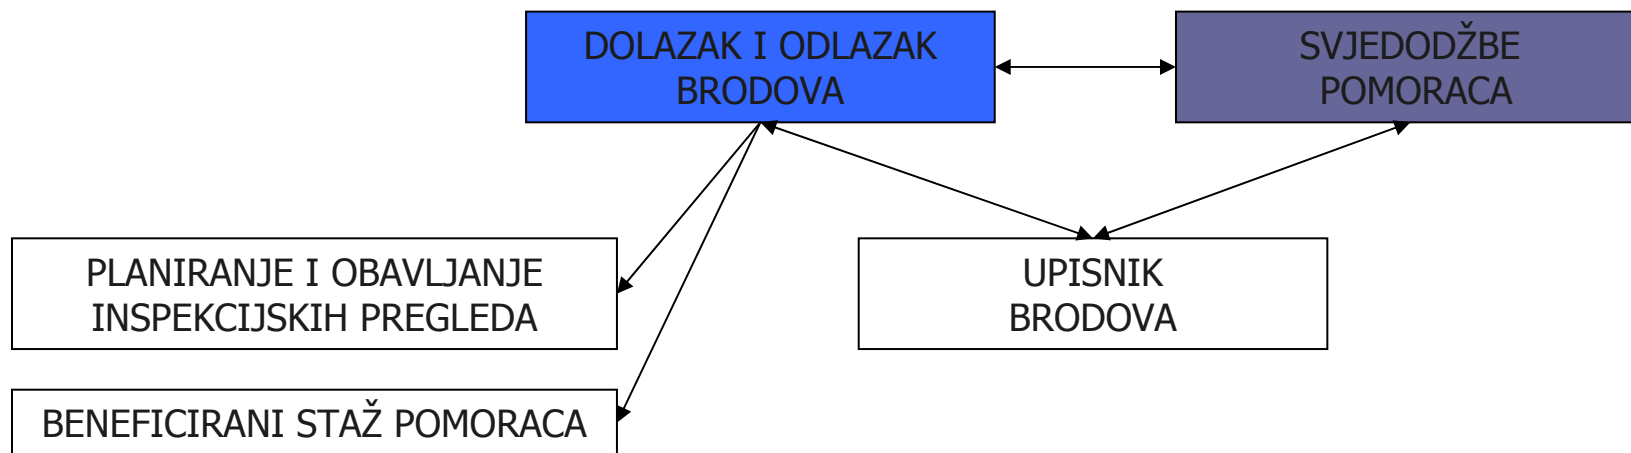 DOLAZAK I ODLAZAK
BRODOVA
SVJEDODŽBE
POMORACA
PLANIRANJE I OBAVLJANJE
INSPEKCIJSKIH PREGLEDA
UPISNIK
BRODOVA
BENEFICIRANI STAŽ POMORACA